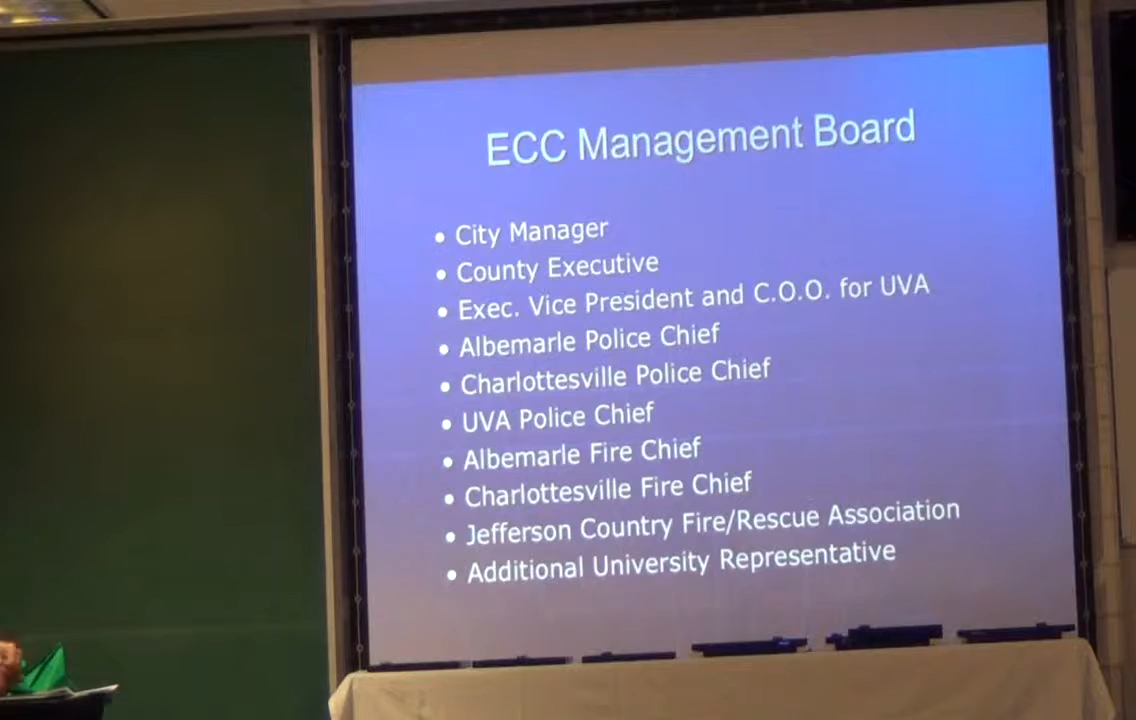 ECC Management Board
• City Manager
• County Executive
• Exec. Vice President and C.O.O. for UVA
• Albemarle Police Chief
• Charlottesville Police Chief
• UVA Police Chief
• Albemarle Fire Chief
• Charlottesville Fire Chief
• Jefferson Country Fire/Rescue Association
• Additional University Representative